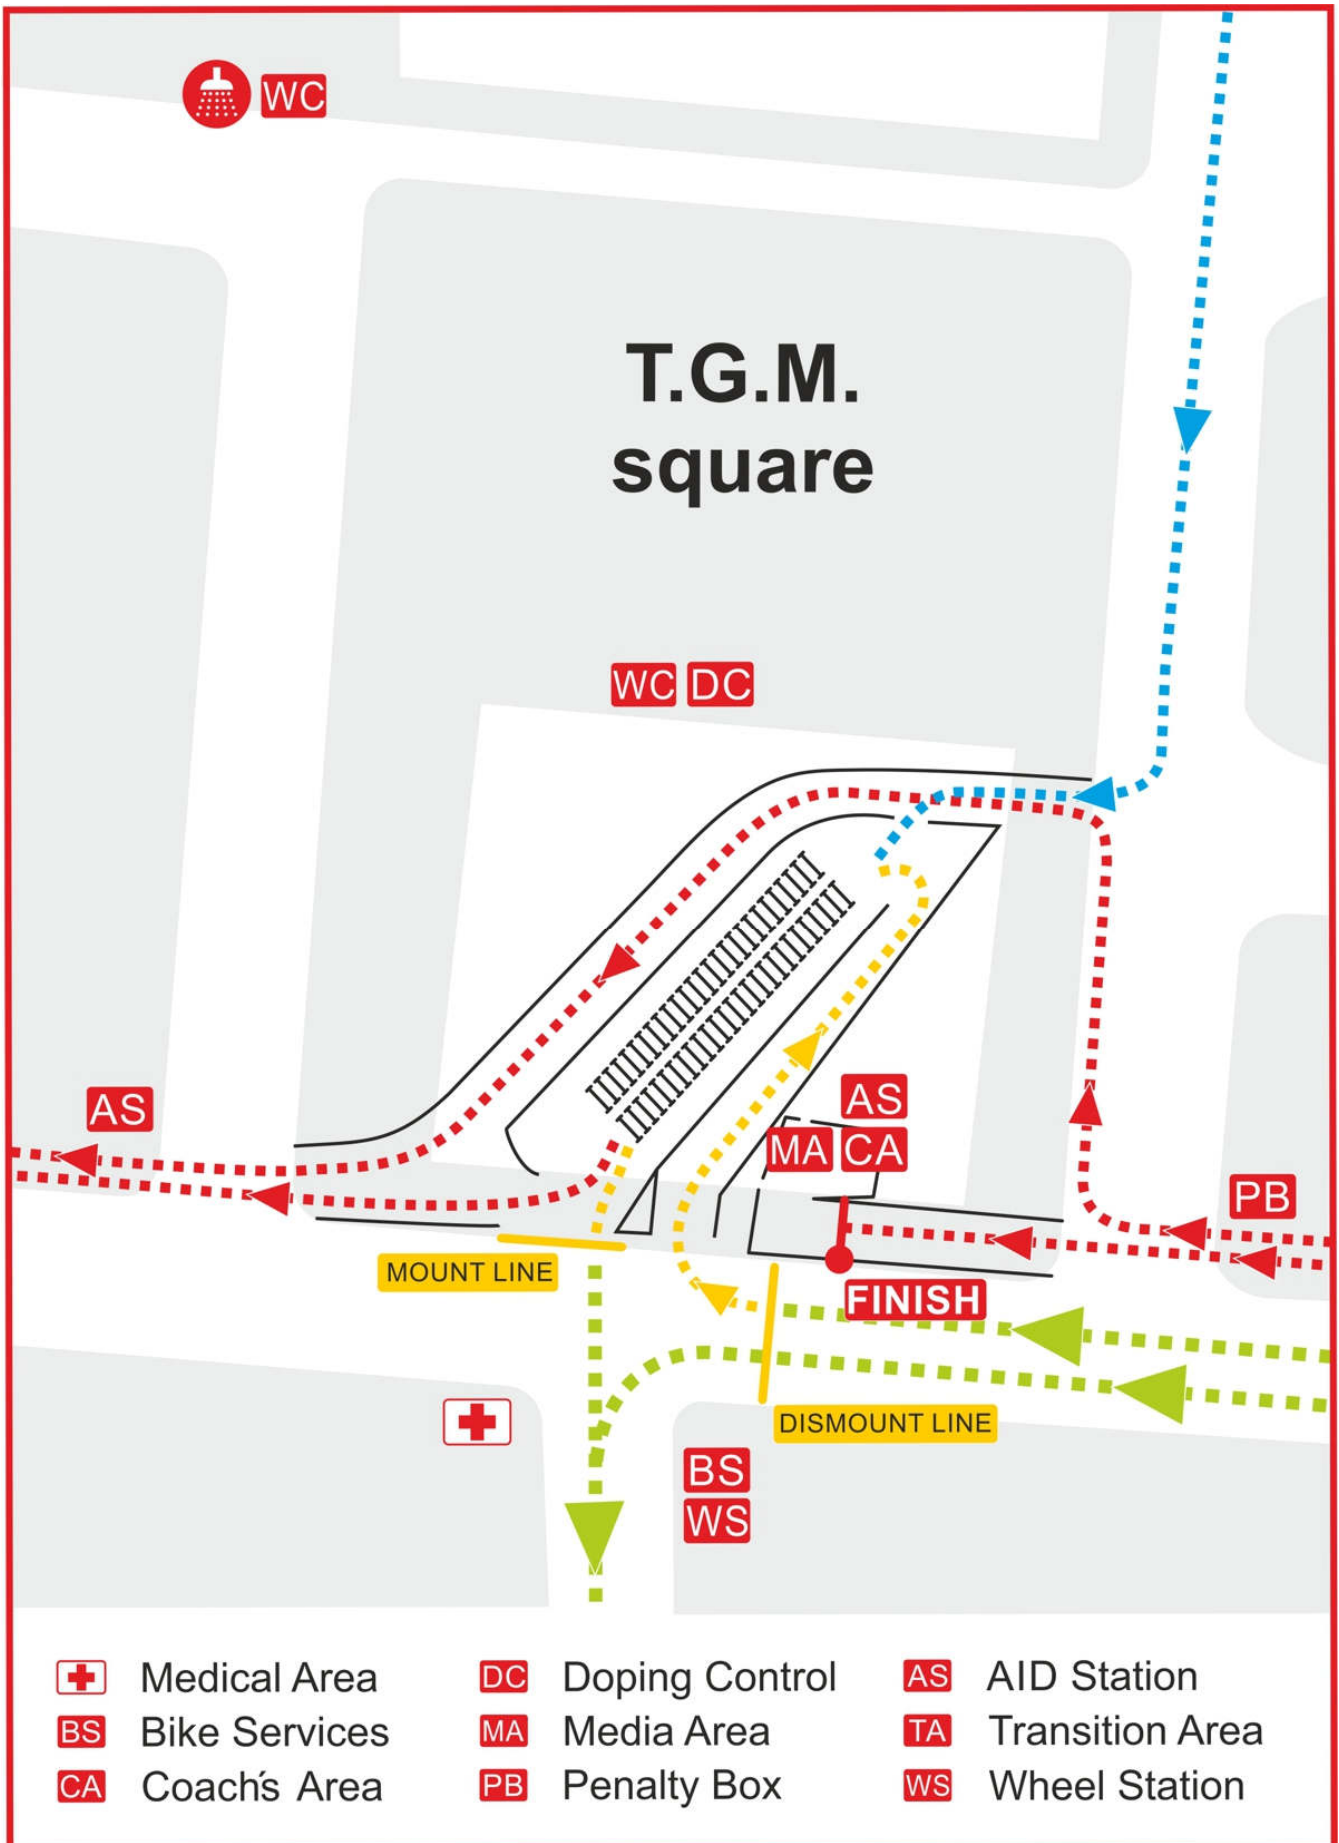 WC
T.G.M.
square
WC DC
AS
AS
MA CA
PB
MOUNT LINE
FINISH
DISMOUNT LINE
BS
WS
Medical Area
BS Bike Services
CA Coach's Area
DC Doping Control
MA Media Area
PB Penalty Box
AS AID Station
TA Transition Area
WS Wheel Station